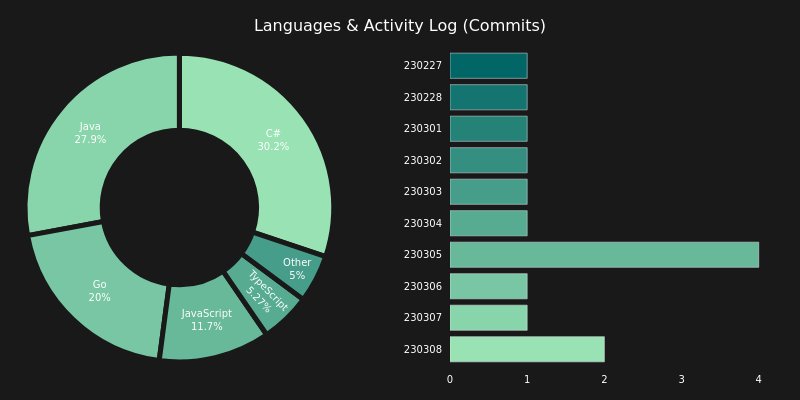 Languages & Activity Log (Commits)
Java
27.9%
C#
30.2%
Go
20%
JavaScript
11.7%
TypeScript
5.27%
Other
5%
230227
230228
230301
230302
230303
230304
230305
230306
230307
230308
0 1 2 3 4